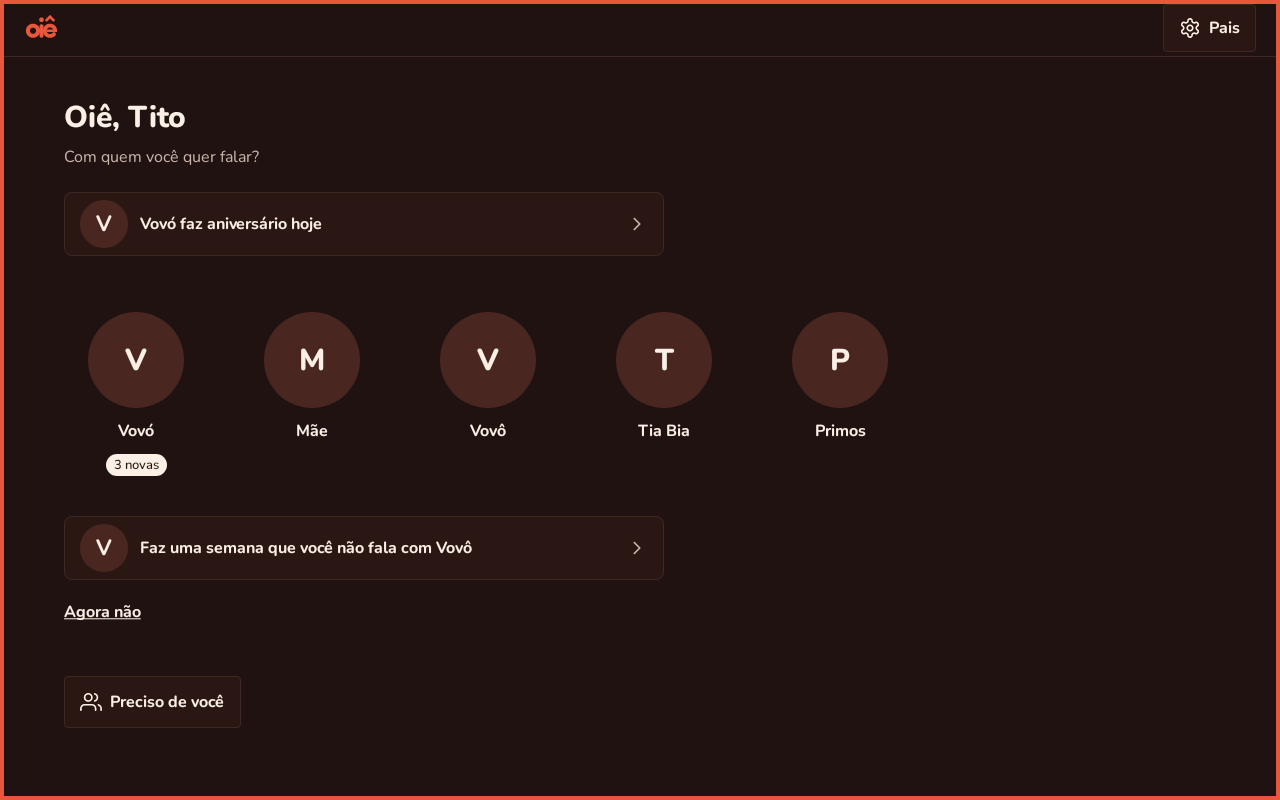 oiê
Pais
Oiê, Tito
Com quem você quer falar?
V
Vovó faz aniversário hoje
V
M
V
T
P
Vovó
Mãe
Vovô
Tia Bia
Primos
3 novas
V
Faz uma semana que você não fala com Vovô
Agora não
Preciso de você